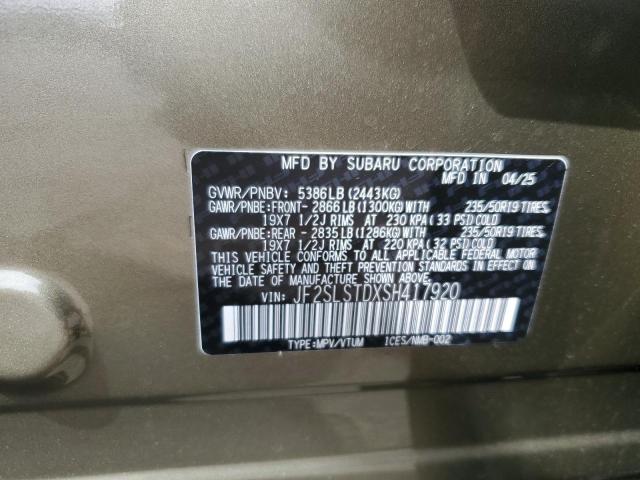 MFD BY SUBARU CORPORATION
MFD IN 04/25
GVWR/PNBV: 5386LB(2443KG)
GAWR/PNBE:FRONT- 2866LB(1300KG)WITH 235/50R19 TIRES,
19X7 1/2J RIMS AT 230 KPA(33 PSI)COLD
GAWR/PNBE:REAR - 2835LB(1286KG)WITH 235/50R19 TIRES,
19X7 1/2J RIMS AT 220 KPA(32 PSI)COLD
THIS VEHICLE CONFORMS TO ALL APPLICABLE FEDERAL MOTOR
VEHICLE SAFETY AND THEFT PREVENTION STANDARDS IN EFFECT ON
THE DATE OF MANUFACTURE SHOWN ABOVE.
VIN: JF2SLSTDXSH417920
TYPE:MPV/VTUM ICES/NMB-002